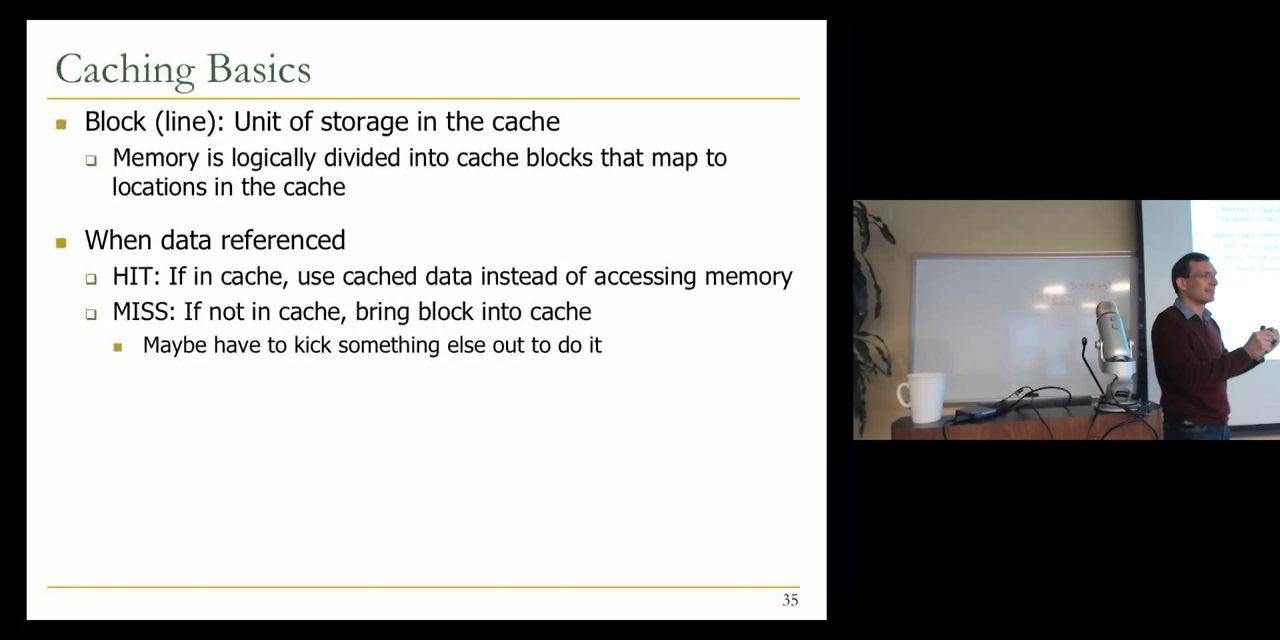 Caching Basics
Block (line): Unit of storage in the cache
Memory is logically divided into cache blocks that map to
locations in the cache
When data referenced
HIT: If in cache, use cached data instead of accessing memory
MISS: If not in cache, bring block into cache
Maybe have to kick something else out to do it
35